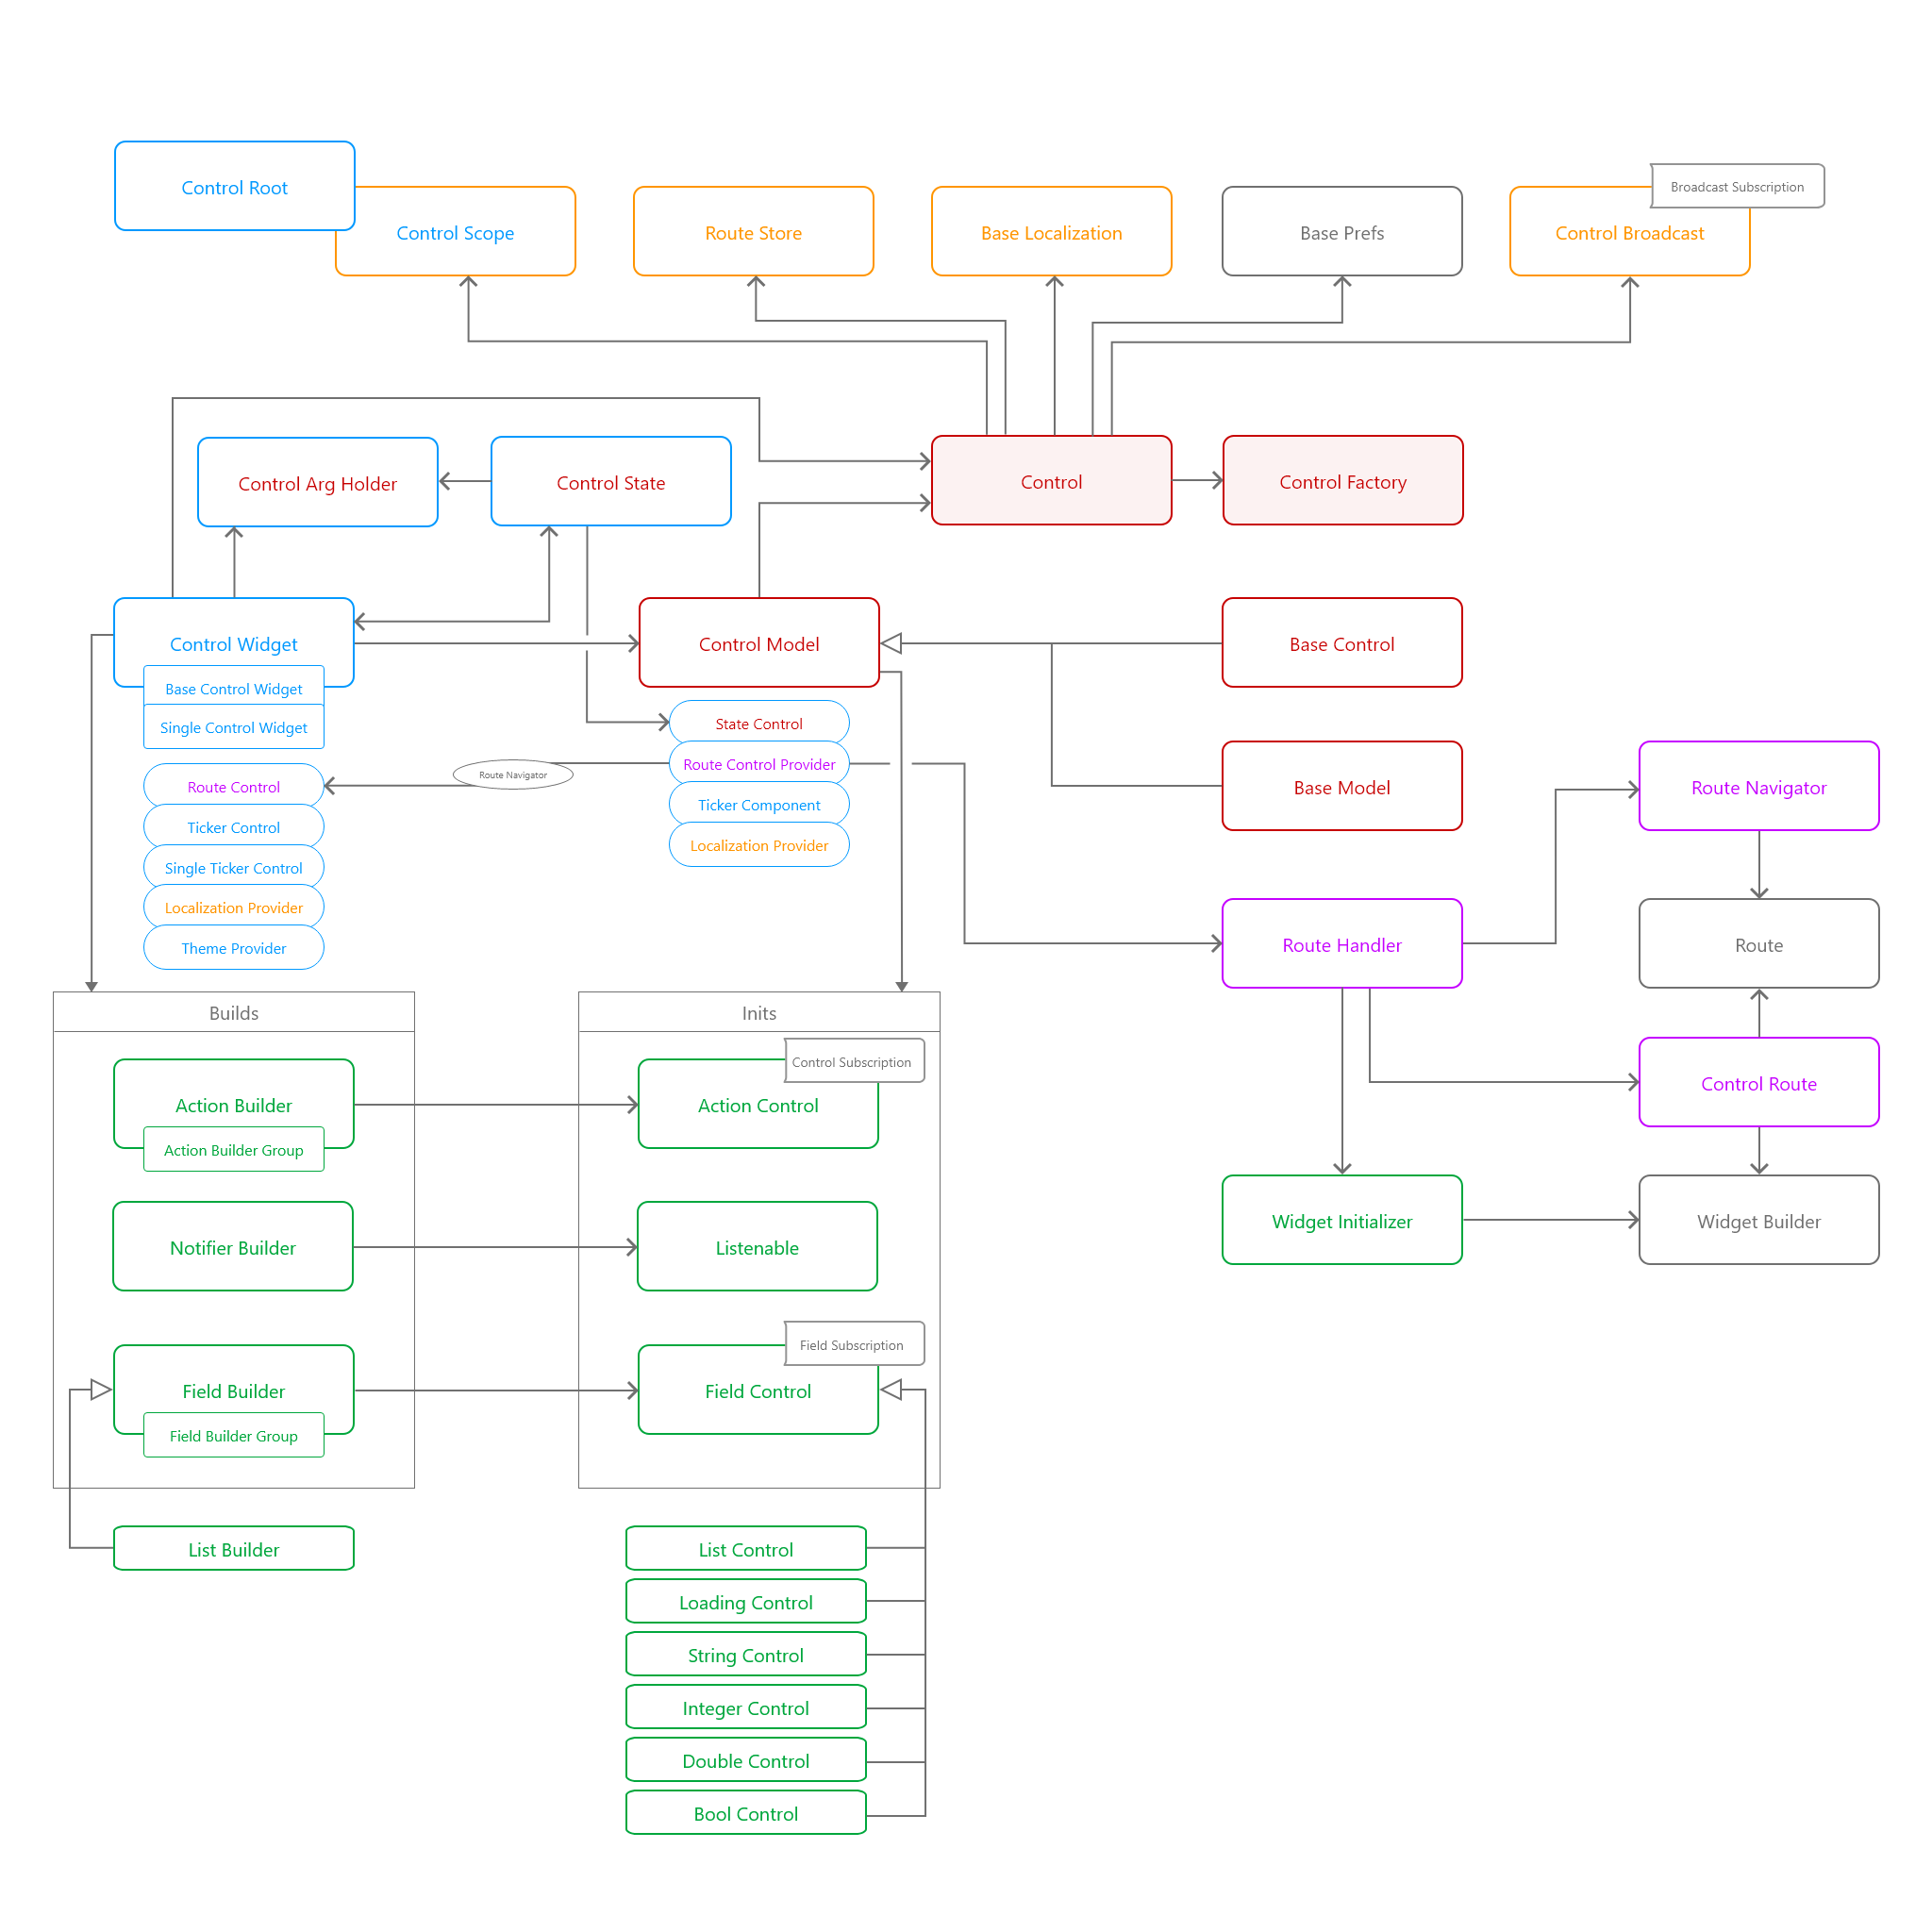 Control Root
Control Scope
Route Store
Base Localization
Base Prefs
Broadcast Subscription
Control Broadcast
Control Arg Holder
Control State
Control
Control Factory
Control Widget
Base Control Widget
Single Control Widget
Control Model
Base Control
State Control
Route Control Provider
Ticker Component
Localization Provider
Route Navigator
Route Control
Ticker Control
Single Ticker Control
Localization Provider
Theme Provider
Base Model
Route Navigator
Route Handler
Route
Control Route
Widget Initializer
Widget Builder
Builds
Action Builder
Action Builder Group
Notifier Builder
Field Builder
Field Builder Group
List Builder
Inits
Control Subscription
Action Control
Listenable
Field Subscription
Field Control
List Control
Loading Control
String Control
Integer Control
Double Control
Bool Control